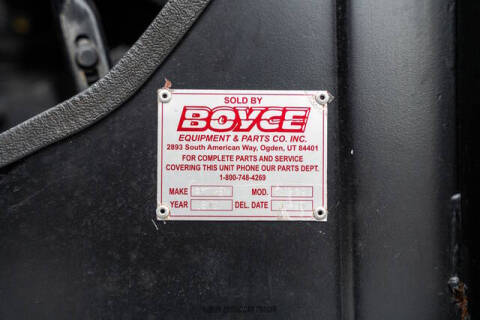 SOLD BY
BOYCE
EQUIPMENT & PARTS CO. INC.
2893 South American Way, Ogden, UT 84401
FOR COMPLETE PARTS AND SERVICE
COVERING THIS UNIT PHONE OUR PARTS DEPT.
1-800-748-4269
MAKE MOD.
YEAR DEL. DATE